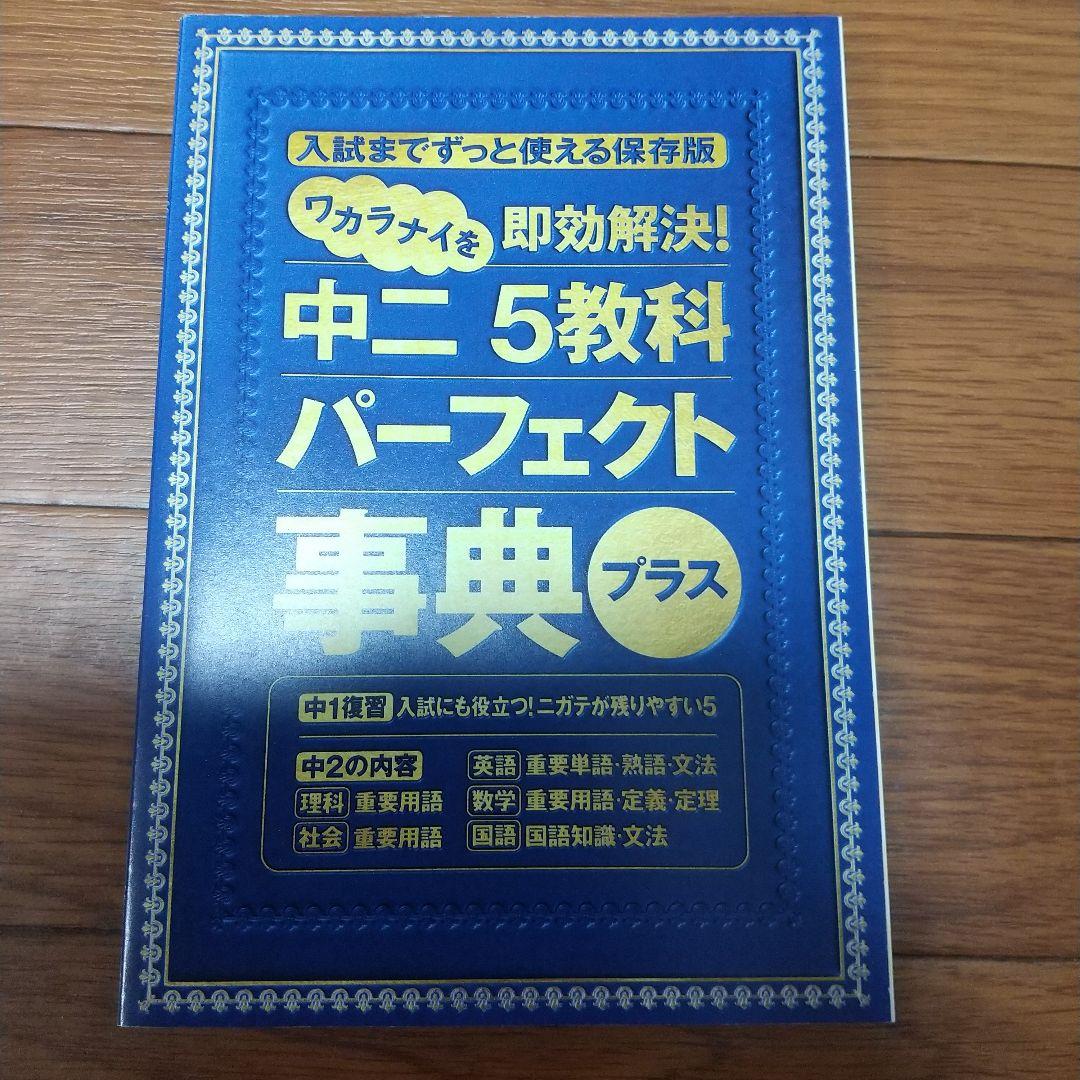 入試までずっと使える保存版
ワカラナイを 即効解決!
中二 5教科
パーフェクト
事典 プラス
中1復習 入試にも役立つ!ニガテが残りやすい5
中2の内容 英語 重要単語・熟語・文法
理科 重要用語 数学 重要用語・定義・定理
社会 重要用語 国語 国語知識・文法